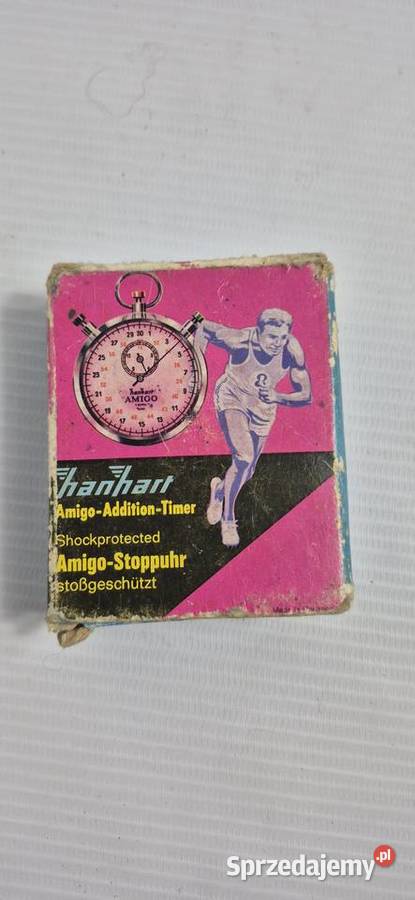 hanhart
AMIGO
hanhart
Amigo-Addition-Timer
Shockprotected
Amigo-Stoppuhr
stoßgeschützt
Sprzedajemy.pl